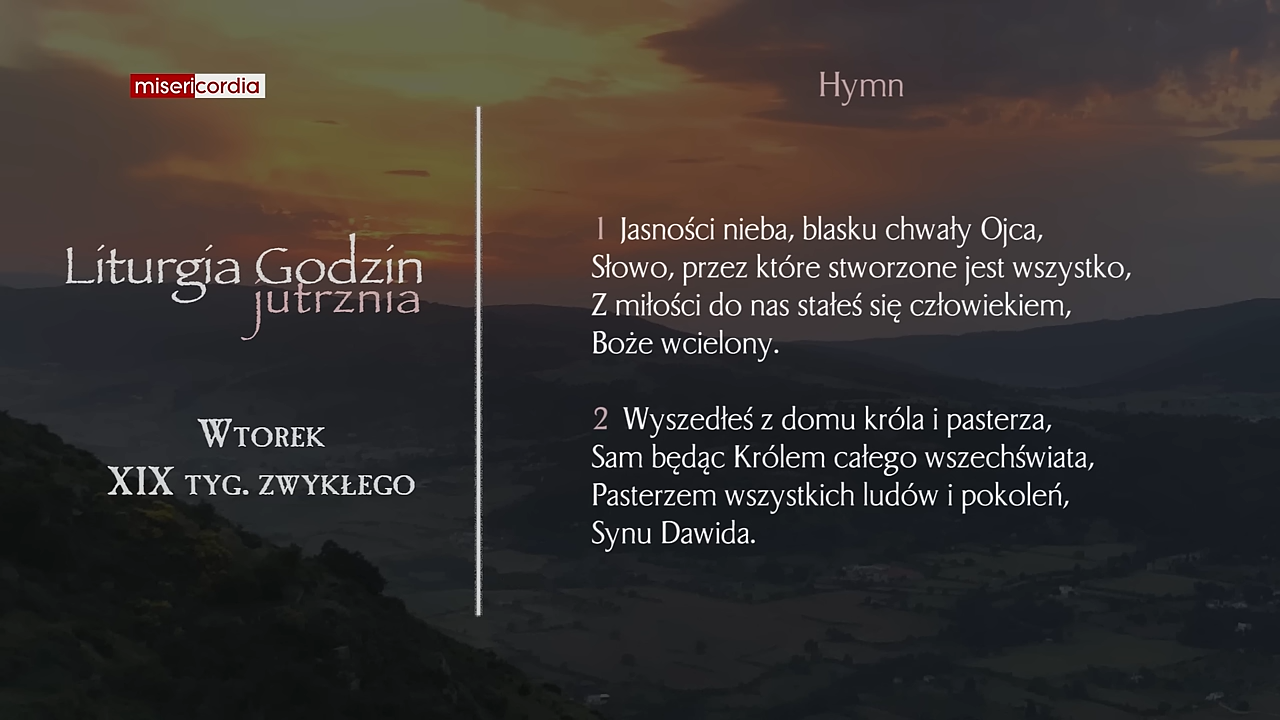 misericordia
Liturgia Godzin
jutrznia
Wtorek
XIX tyg. zwykłego
Hymn
1 Jasności nieba, blasku chwały Ojca,
Słowo, przez które stworzone jest wszystko,
Z miłości do nas stałeś się człowiekiem,
Boże wcielony.
2 Wyszedłeś z domu króla i pasterza,
Sam będąc Królem całego wszechświata,
Pasterzem wszystkich ludów i pokoleń,
Synu Dawida.